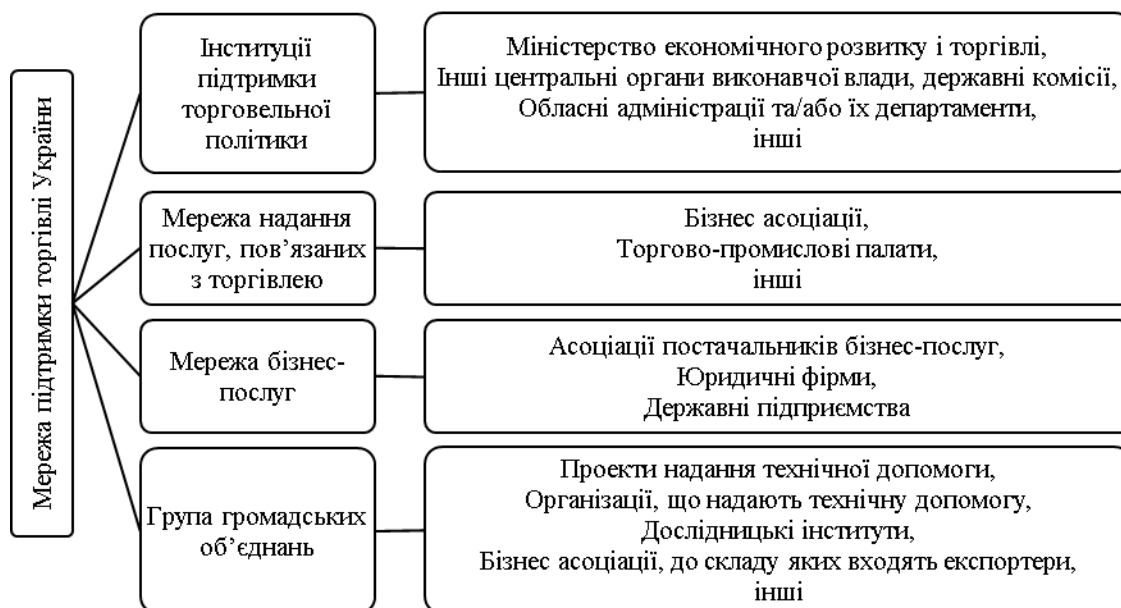 Мережа підтримки торгівлі України
Інституції
підтримки
торговельної
політики
Міністерство економічного розвитку і торгівлі,
Інші центральні органи виконавчої влади, державні комісії,
Обласні адміністрації та/або їх департаменти,
інші
Мережа надання
послуг, пов’язаних
з торгівлею
Бізнес асоціації,
Торгово-промислові палати,
інші
Мережа бізнес-
послуг
Асоціації постачальників бізнес-послуг,
Юридичні фірми,
Державні підприємства
Група громадських
об’єднань
Проекти надання технічної допомоги,
Організації, що надають технічну допомогу,
Дослідницькі інститути,
Бізнес асоціації, до складу яких входять експортери,
інші